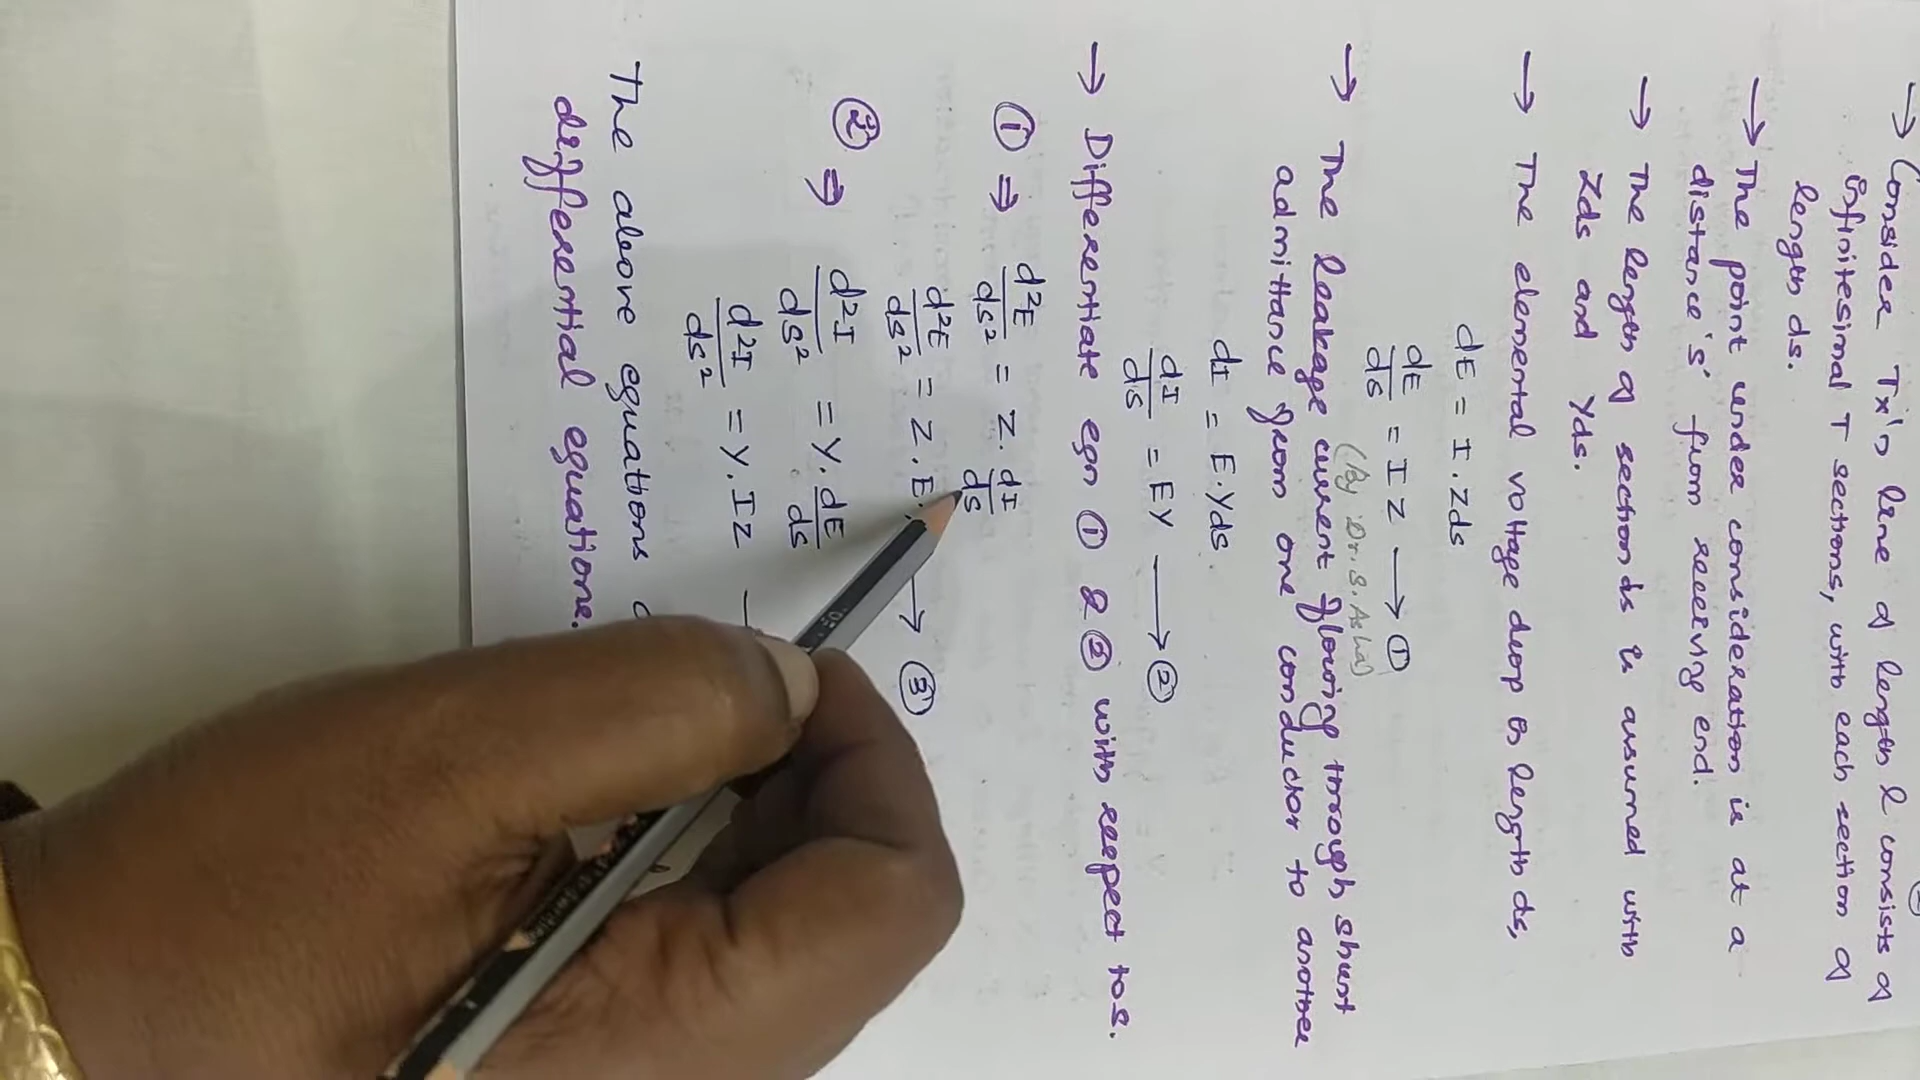 → Consider Tx'n line of length l consists of
infinitesimal T sections, with each section of
length ds.
→ The point under consideration is at a
distance 's' from receiving end.
→ The length of section ds is assumed with
Zds and Yds.
→ The elemental voltage drop is length ds,
dE = I.Zds
dE/ds = IZ → ①
(By Dr. S. Asha)
→ The leakage current flowing through shunt
admittance from one conductor to another
dI = E.Yds.
dI/ds = EY → ②
→ Differentiate eqn ① & ② with respect to s.
① ⇒ d²E/ds² = Z. dI/ds
d²E/ds² = Z.E. → ③
② ⇒ d²I/ds² = Y. dE/ds
d²I/ds² = Y.IZ
The above equations
differential equations.